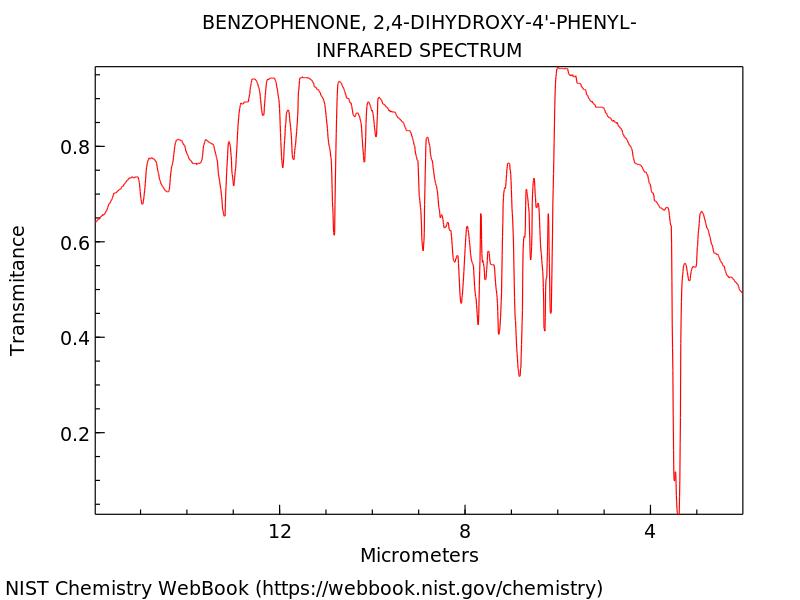 BENZOPHENONE, 2,4-DIHYDROXY-4'-PHENYL-
INFRARED SPECTRUM
0.8
0.6
0.4
0.2
Transmitance
12 8 4
Micrometers
NIST Chemistry WebBook (https://webbook.nist.gov/chemistry)